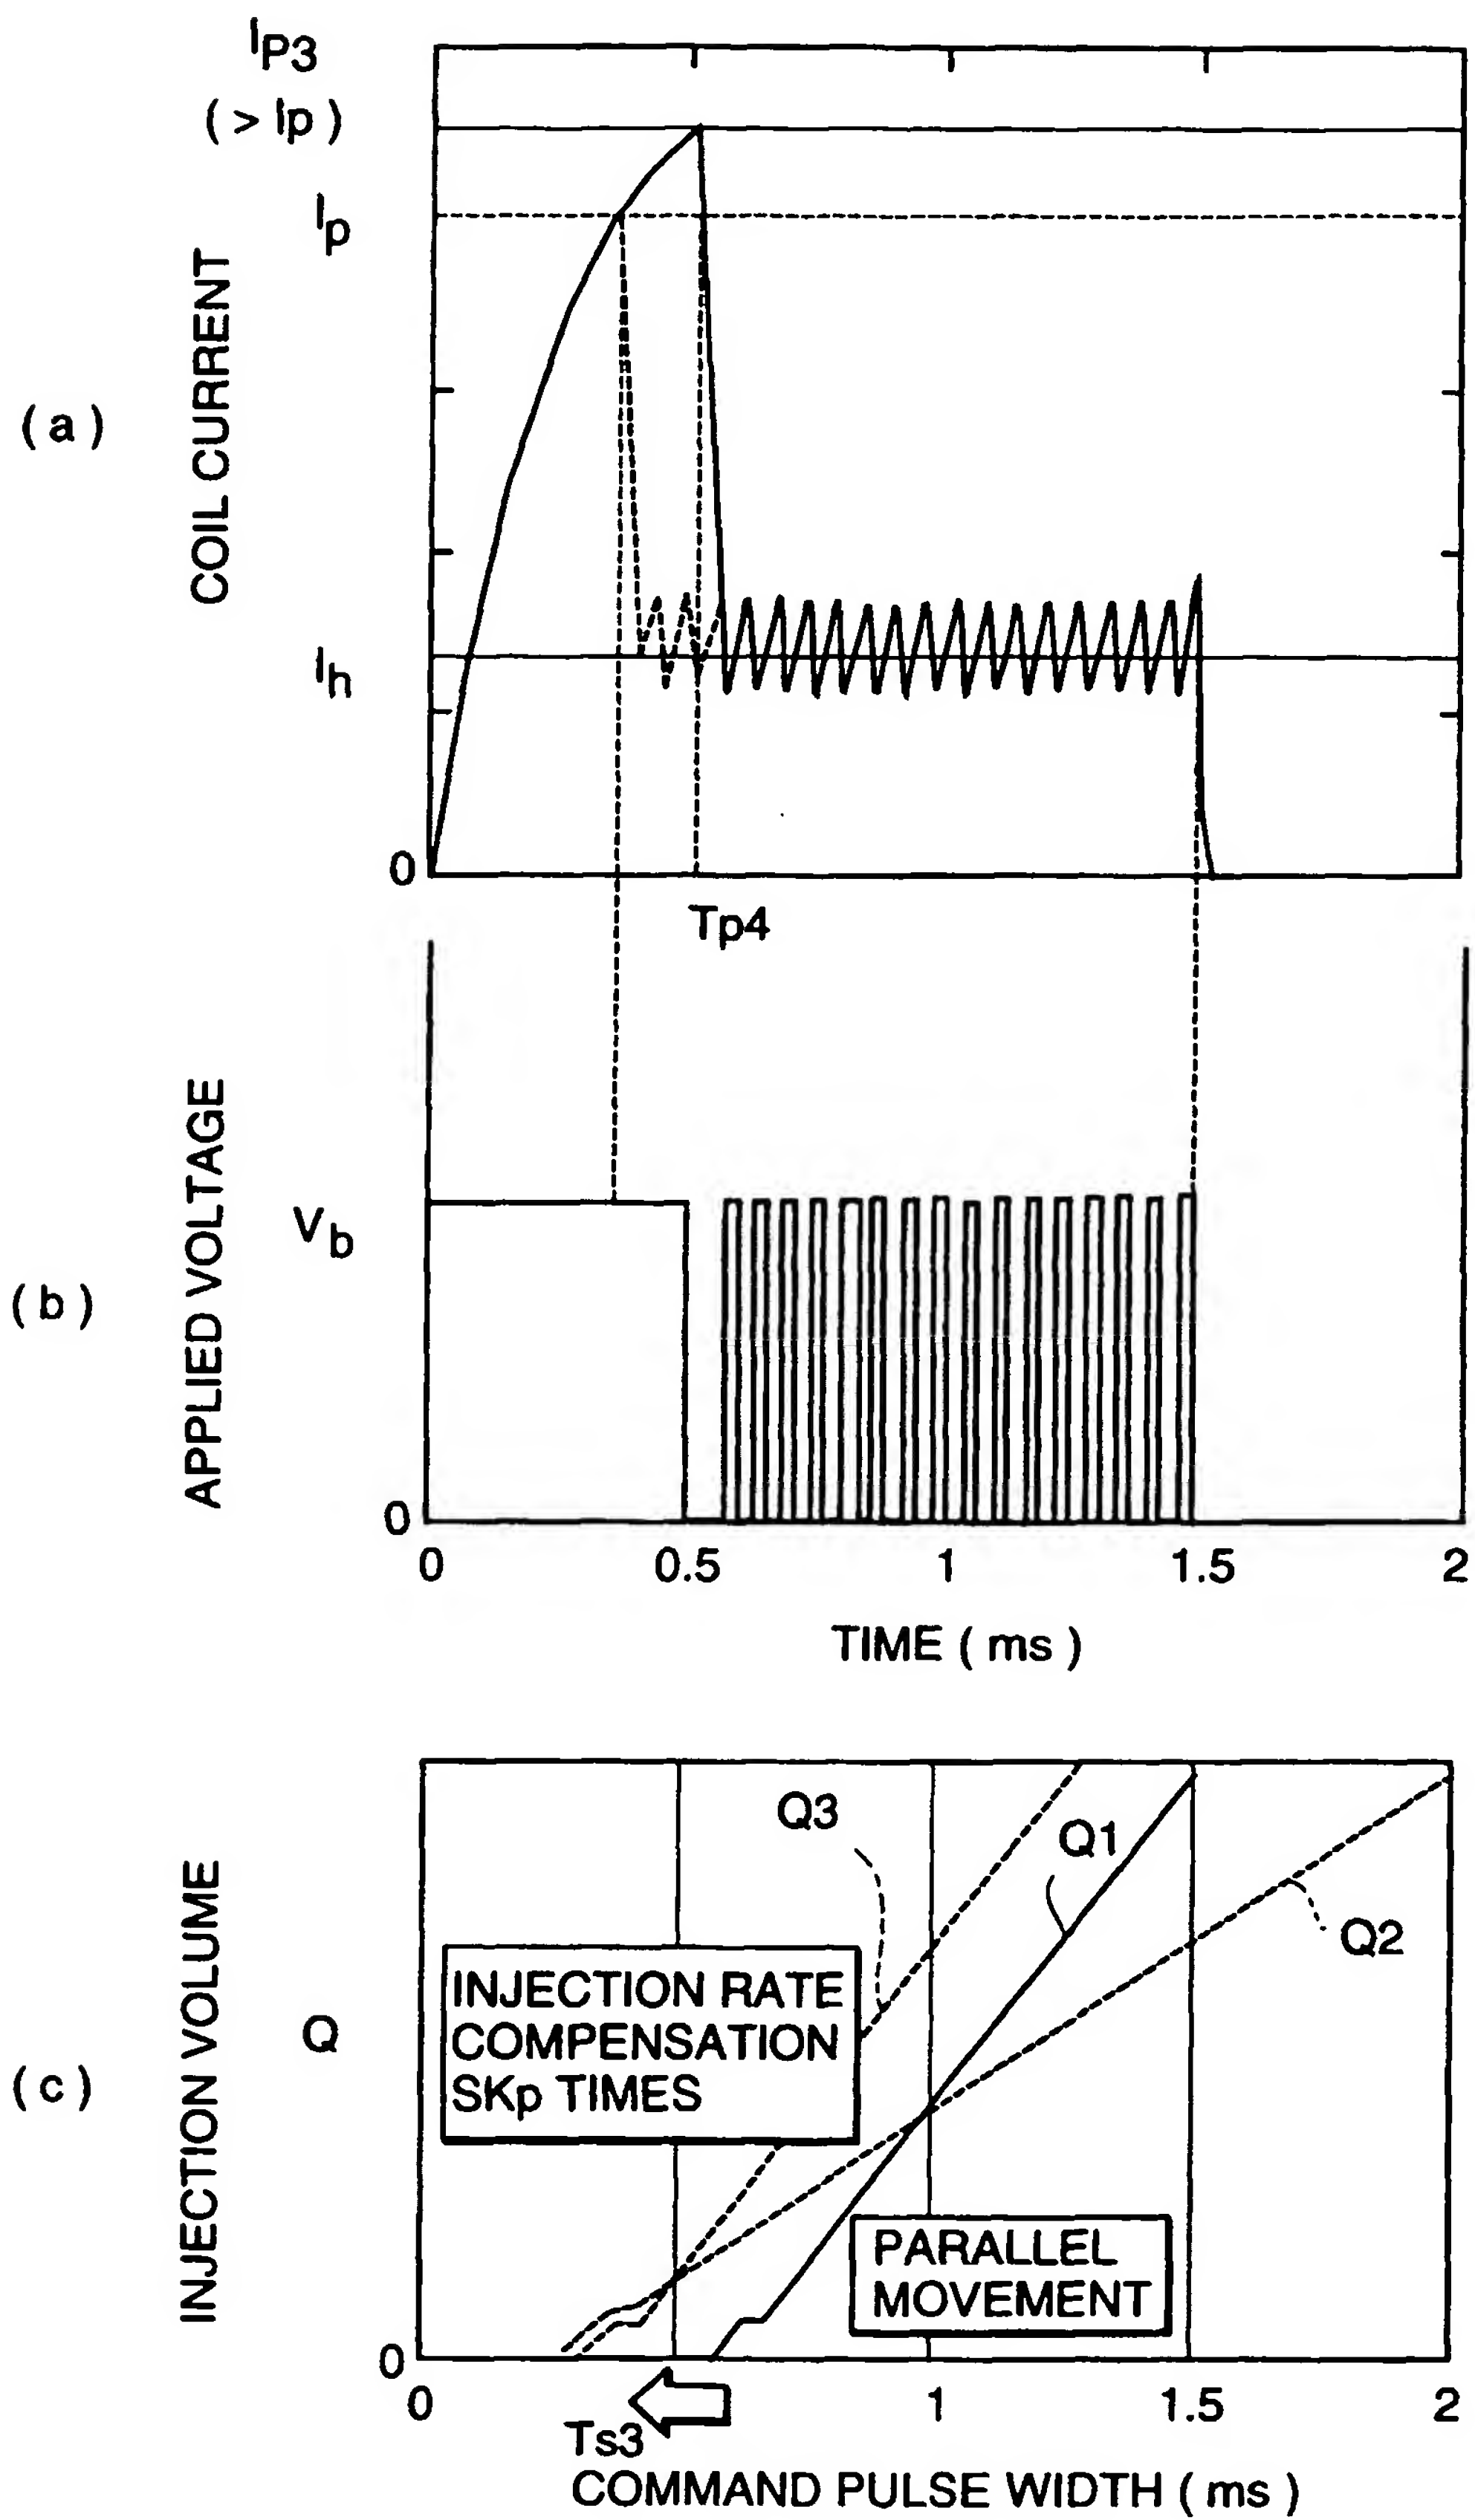 IP3
( > Ip )
Ip
COIL CURRENT
( a )
Ih
0
Tp4
APPLIED VOLTAGE
Vb
( b )
0
0 0.5 1 1.5 2
TIME ( ms )
Q3
Q1
Q2
INJECTION RATE
COMPENSATION
SKp TIMES
INJECTION VOLUME
Q
( c )
PARALLEL
MOVEMENT
0
0 1 1.5 2
Ts3
COMMAND PULSE WIDTH ( ms )